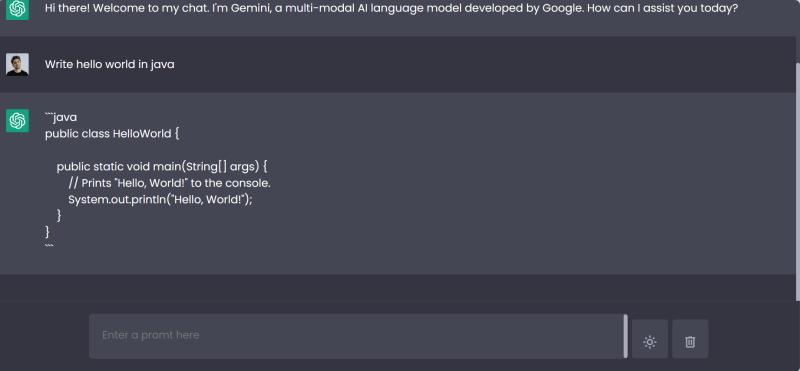 Hi there! Welcome to my chat. I'm Gemini, a multi-modal AI language model developed by Google. How can I assist you today?
Write hello world in java
```java
public class HelloWorld {
    public static void main(String[] args) {
        // Prints "Hello, World!" to the console.
        System.out.println("Hello, World!");
    }
}
```
Enter a promt here